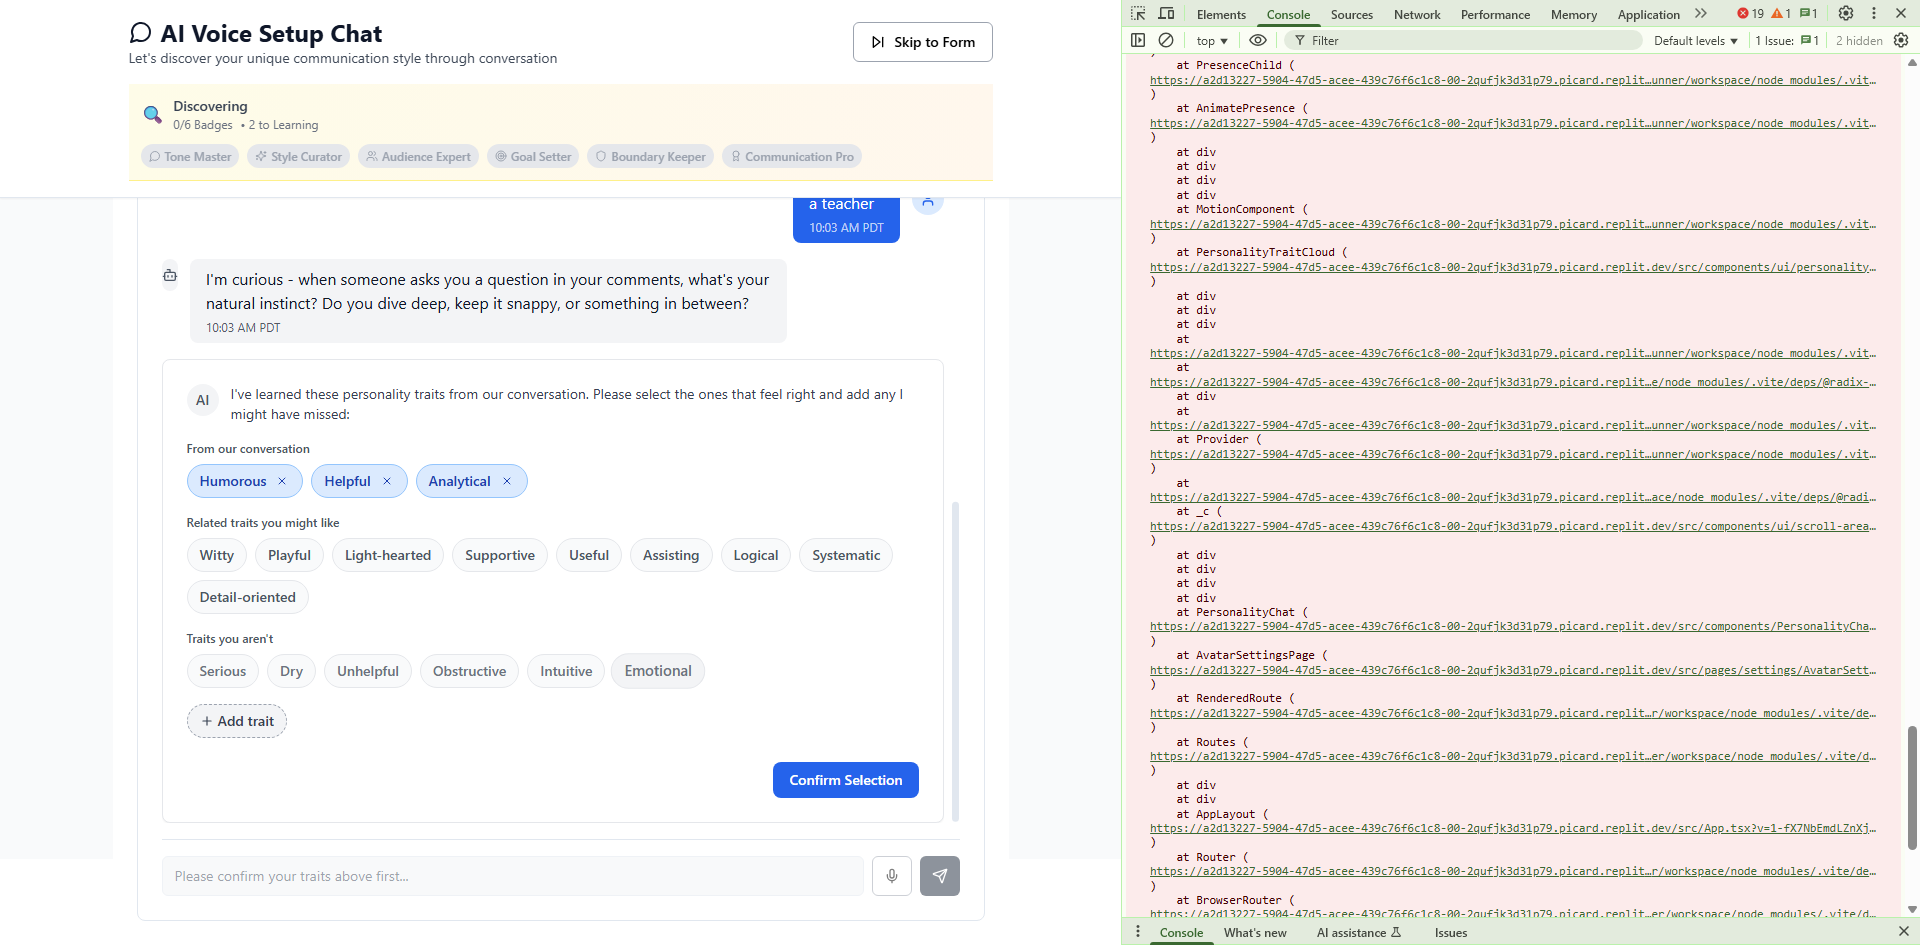 AI Voice Setup Chat
Let's discover your unique communication style through conversation
Skip to Form
Discovering
0/6 Badges • 2 to Learning
Tone Master
Style Curator
Audience Expert
Goal Setter
Boundary Keeper
Communication Pro
a teacher
10:03 AM PDT
I'm curious - when someone asks you a question in your comments, what's your
natural instinct? Do you dive deep, keep it snappy, or something in between?
10:03 AM PDT
AI
I've learned these personality traits from our conversation. Please select the ones that feel right and add any I
might have missed:
From our conversation
Humorous ×
Helpful ×
Analytical ×
Related traits you might like
Witty
Playful
Light-hearted
Supportive
Useful
Assisting
Logical
Systematic
Detail-oriented
Traits you aren't
Serious
Dry
Unhelpful
Obstructive
Intuitive
Emotional
+ Add trait
Confirm Selection
Please confirm your traits above first...
Elements
Console
Sources
Network
Performance
Memory
Application
19
1
1
top
Filter
Default levels
1 Issue: 1
2 hidden
)
at PresenceChild (
https://a2d13227-5904-47d5-acee-439c76f6c1c8-00-2qufjk3d31p79.picard.replit…unner/workspace/node_modules/.vit…
)
at AnimatePresence (
https://a2d13227-5904-47d5-acee-439c76f6c1c8-00-2qufjk3d31p79.picard.replit…unner/workspace/node_modules/.vit…
)
at div
at div
at div
at div
at MotionComponent (
https://a2d13227-5904-47d5-acee-439c76f6c1c8-00-2qufjk3d31p79.picard.replit…unner/workspace/node_modules/.vit…
)
at PersonalityTraitCloud (
https://a2d13227-5904-47d5-acee-439c76f6c1c8-00-2qufjk3d31p79.picard.replit.dev/src/components/ui/personality…
)
at div
at div
at div
at
https://a2d13227-5904-47d5-acee-439c76f6c1c8-00-2qufjk3d31p79.picard.replit…unner/workspace/node_modules/.vit…
at
https://a2d13227-5904-47d5-acee-439c76f6c1c8-00-2qufjk3d31p79.picard.replit…e/node_modules/.vite/deps/@radix-…
at div
at
https://a2d13227-5904-47d5-acee-439c76f6c1c8-00-2qufjk3d31p79.picard.replit…unner/workspace/node_modules/.vit…
at Provider (
https://a2d13227-5904-47d5-acee-439c76f6c1c8-00-2qufjk3d31p79.picard.replit…unner/workspace/node_modules/.vit…
)
at
https://a2d13227-5904-47d5-acee-439c76f6c1c8-00-2qufjk3d31p79.picard.replit…ace/node_modules/.vite/deps/@radi…
at _c (
https://a2d13227-5904-47d5-acee-439c76f6c1c8-00-2qufjk3d31p79.picard.replit.dev/src/components/ui/scroll-area…
)
at div
at div
at div
at div
at PersonalityChat (
https://a2d13227-5904-47d5-acee-439c76f6c1c8-00-2qufjk3d31p79.picard.replit.dev/src/components/PersonalityCha…
)
at AvatarSettingsPage (
https://a2d13227-5904-47d5-acee-439c76f6c1c8-00-2qufjk3d31p79.picard.replit.dev/src/pages/settings/AvatarSett…
)
at RenderedRoute (
https://a2d13227-5904-47d5-acee-439c76f6c1c8-00-2qufjk3d31p79.picard.replit…r/workspace/node_modules/.vite/de…
)
at Routes (
https://a2d13227-5904-47d5-acee-439c76f6c1c8-00-2qufjk3d31p79.picard.replit…er/workspace/node_modules/.vite/d…
)
at div
at div
at AppLayout (
https://a2d13227-5904-47d5-acee-439c76f6c1c8-00-2qufjk3d31p79.picard.replit.dev/src/App.tsx?v=1-fX7NbEmdLZnXj…
)
at Router (
https://a2d13227-5904-47d5-acee-439c76f6c1c8-00-2qufjk3d31p79.picard.replit…r/workspace/node_modules/.vite/de…
)
at BrowserRouter (
https://a2d13227-5904-47d5-acee-439c76f6c1c8-00-2qufjk3d31p79.picard.replit…er/workspace/node_modules/.vite/d…
Console
What's new
AI assistance
Issues